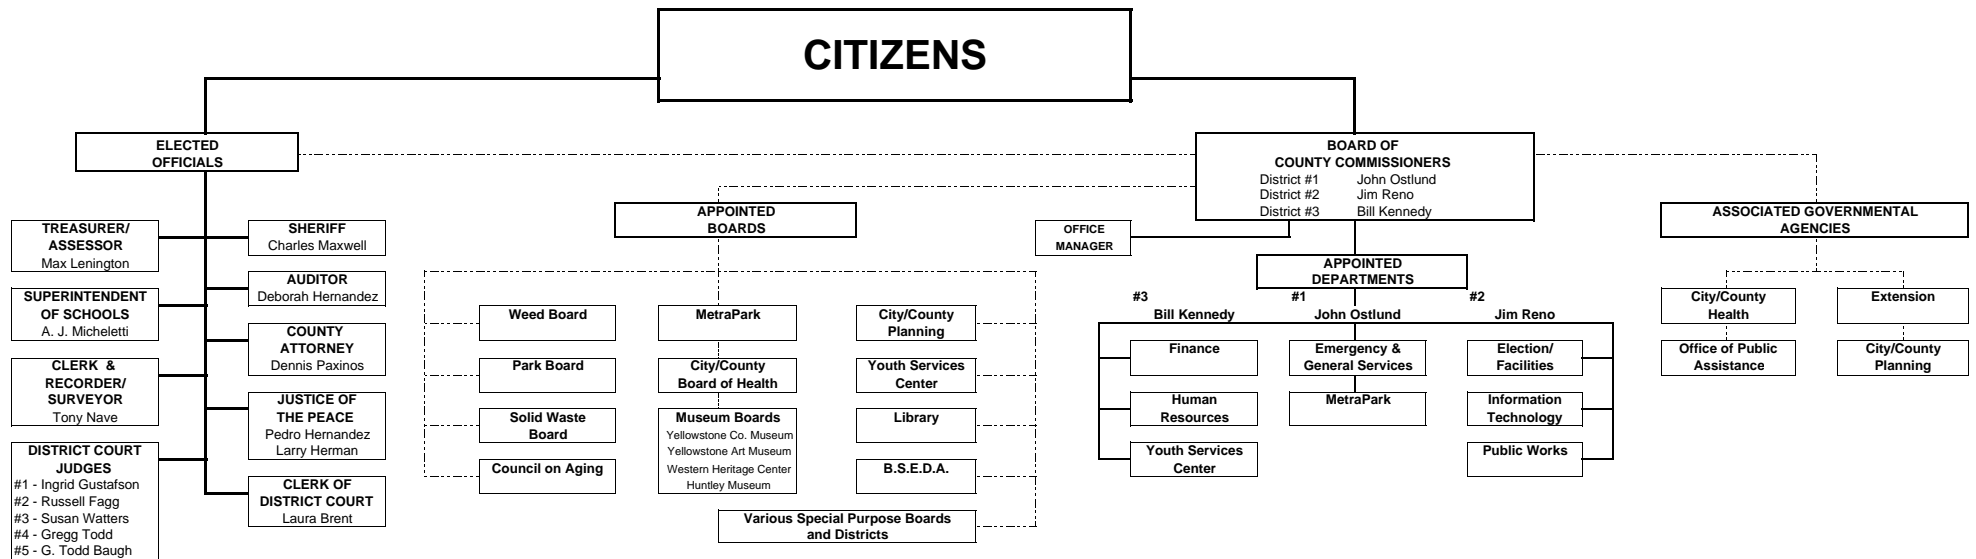 CITIZENS
ELECTED
OFFICIALS
BOARD OF
COUNTY COMMISSIONERS
District #1 John Ostlund
District #2 Jim Reno
District #3 Bill Kennedy
TREASURER/
ASSESSOR
Max Lenington
SHERIFF
Charles Maxwell
SUPERINTENDENT
OF SCHOOLS
A. J. Micheletti
AUDITOR
Deborah Hernandez
CLERK &
RECORDER/
SURVEYOR
Tony Nave
COUNTY
ATTORNEY
Dennis Paxinos
JUSTICE OF
THE PEACE
Pedro Hernandez
Larry Herman
DISTRICT COURT
JUDGES
#1 - Ingrid Gustafson
#2 - Russell Fagg
#3 - Susan Watters
#4 - Gregg Todd
#5 - G. Todd Baugh
CLERK OF
DISTRICT COURT
Laura Brent
APPOINTED
BOARDS
Weed Board
Park Board
Solid Waste
Board
Council on Aging
MetraPark
City/County
Board of Health
Museum Boards
Yellowstone Co. Museum
Yellowstone Art Museum
Western Heritage Center
Huntley Museum
City/County
Planning
Youth Services
Center
Library
B.S.E.D.A.
Various Special Purpose Boards
and Districts
OFFICE
MANAGER
APPOINTED
DEPARTMENTS
#3
Bill Kennedy
#1
John Ostlund
#2
Jim Reno
Finance
Human
Resources
Youth Services
Center
Emergency &
General Services
MetraPark
Election/
Facilities
Information
Technology
Public Works
ASSOCIATED GOVERNMENTAL
AGENCIES
City/County
Health
Extension
Office of Public
Assistance
City/County
Planning